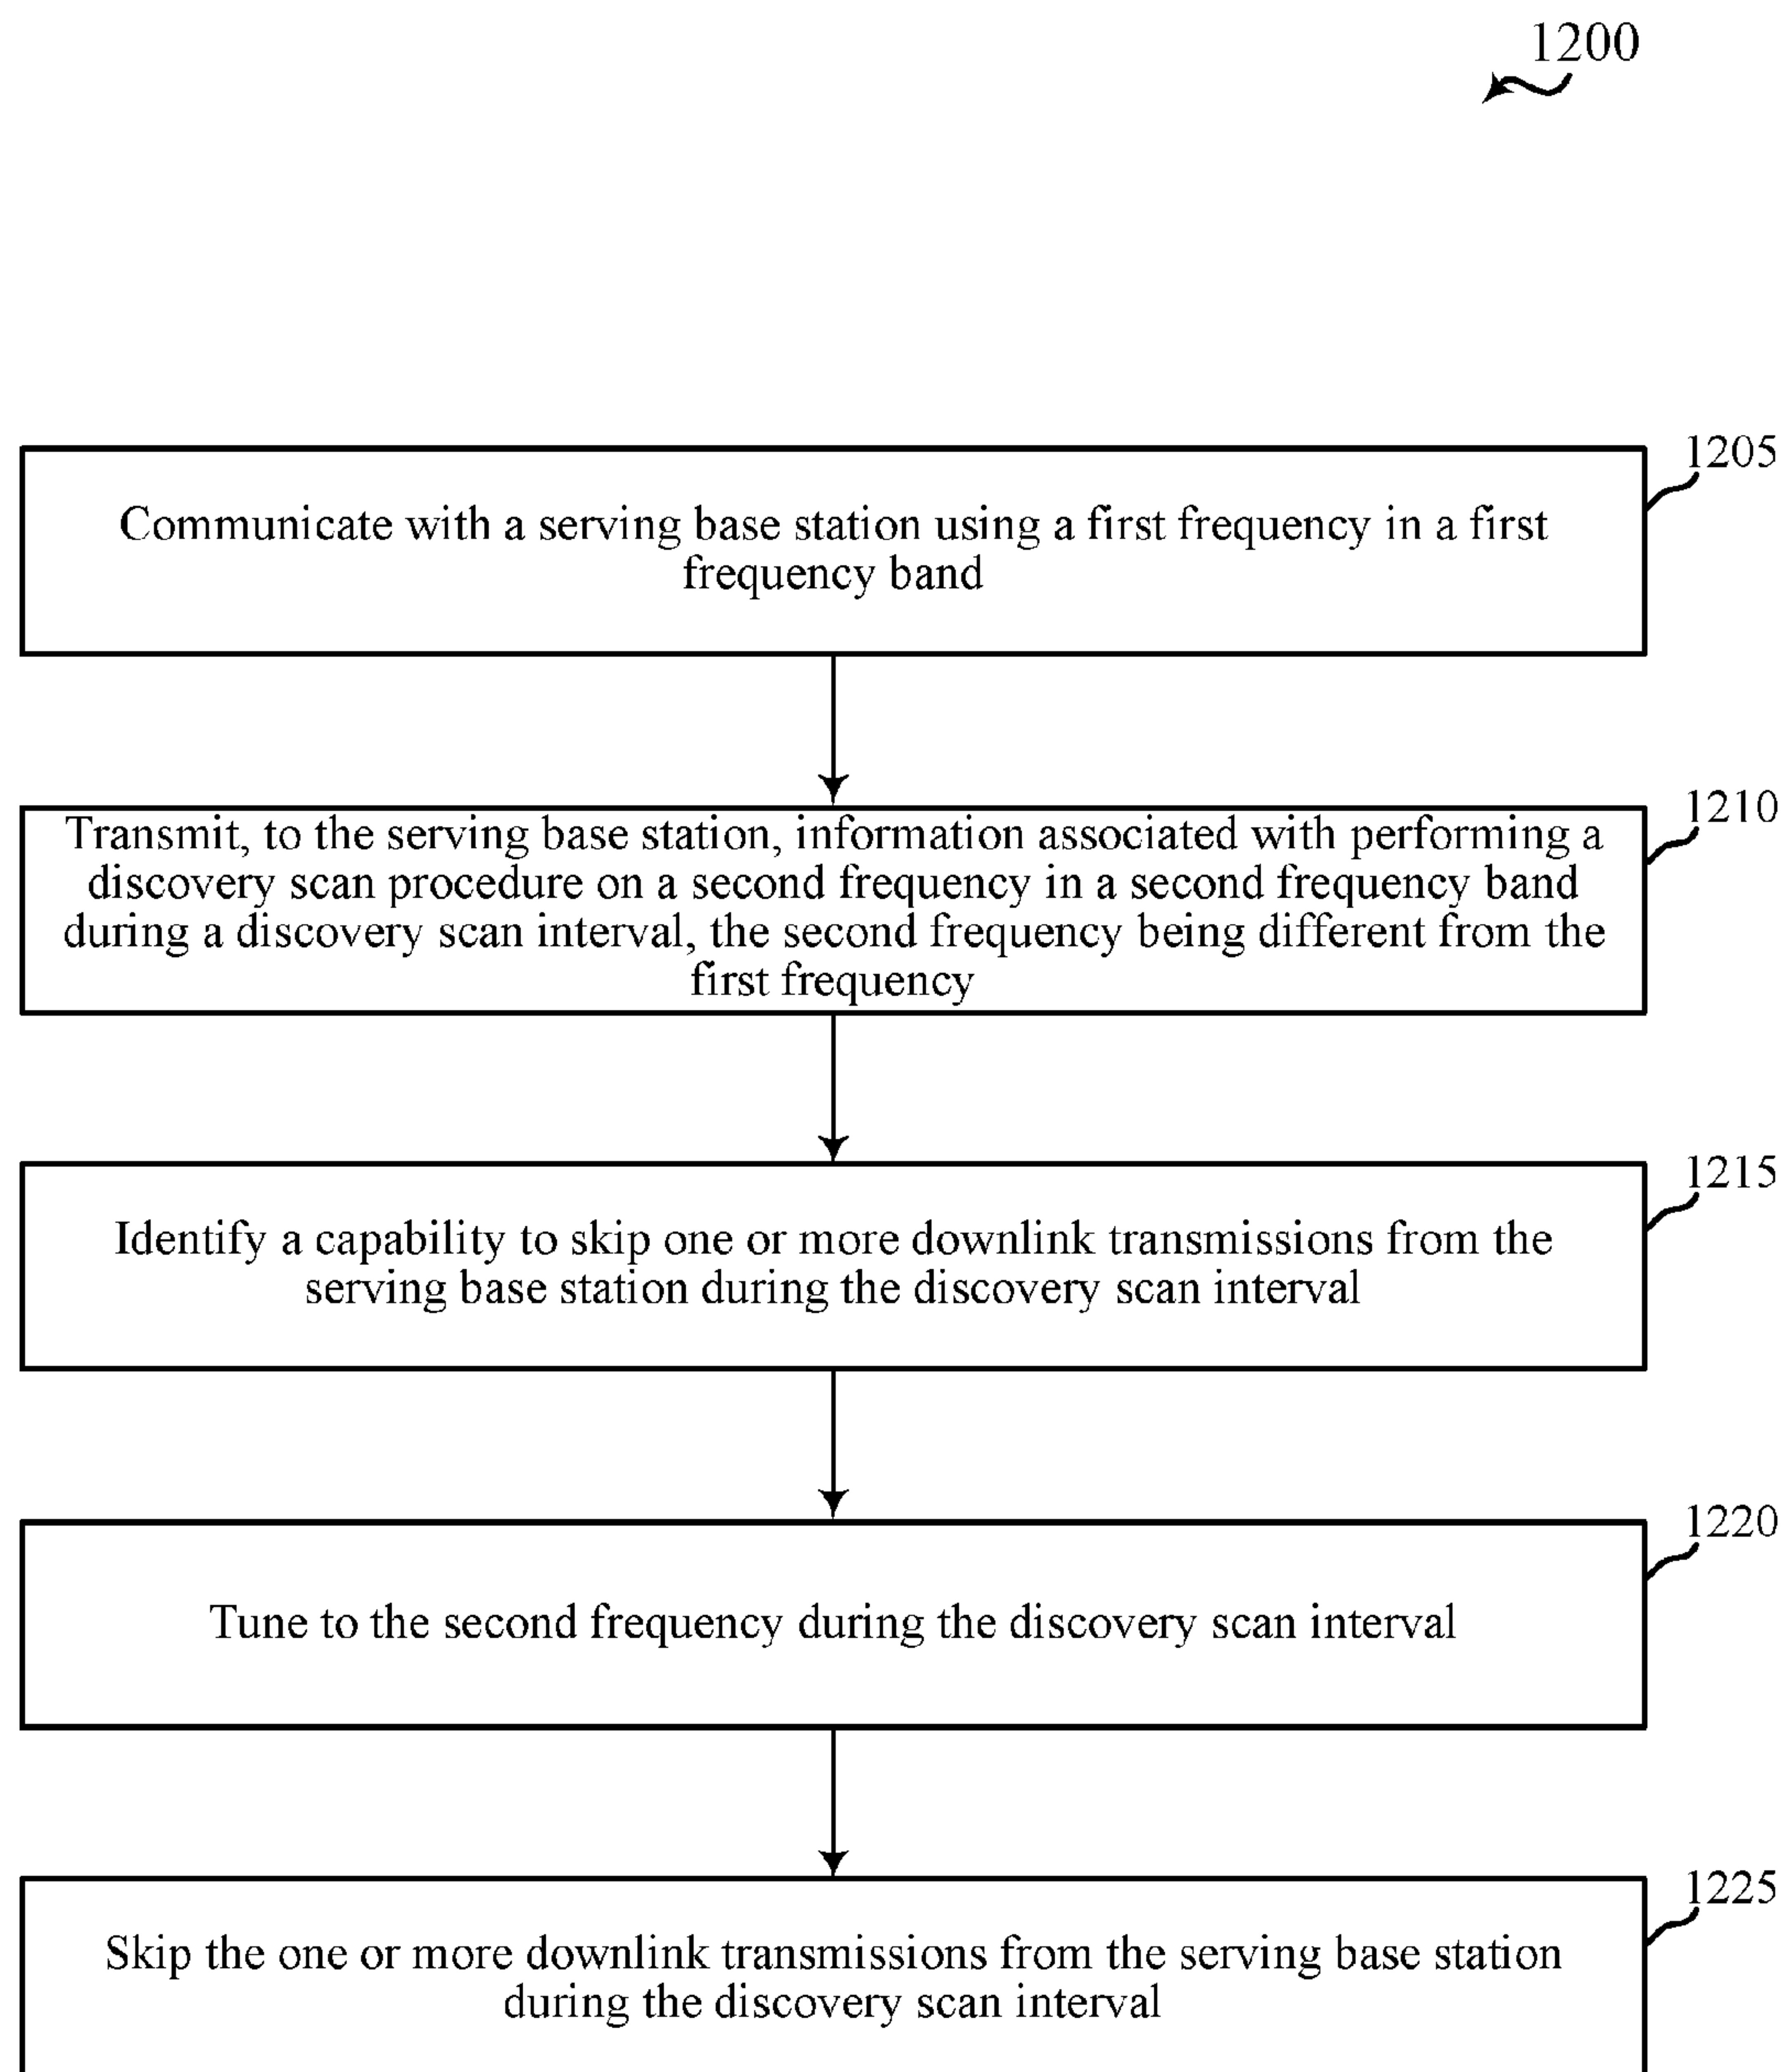 1200
1205
Communicate with a serving base station using a first frequency in a first
frequency band
1210
Transmit, to the serving base station, information associated with performing a
discovery scan procedure on a second frequency in a second frequency band
during a discovery scan interval, the second frequency being different from the
first frequency
1215
Identify a capability to skip one or more downlink transmissions from the
serving base station during the discovery scan interval
1220
Tune to the second frequency during the discovery scan interval
1225
Skip the one or more downlink transmissions from the serving base station
during the discovery scan interval